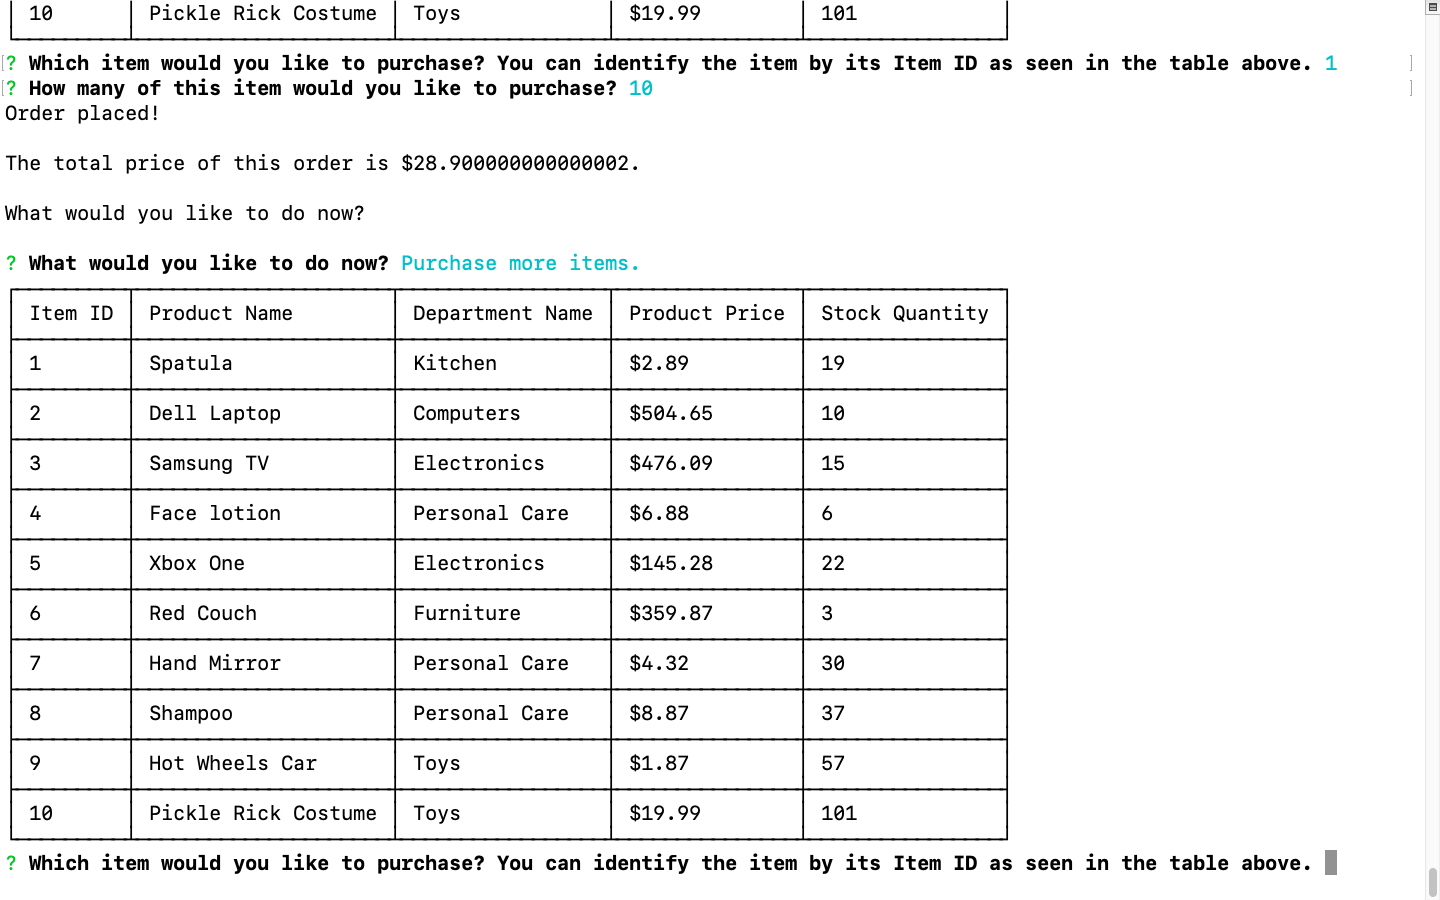 10 Pickle Rick Costume Toys $19.99 101
[? Which item would you like to purchase? You can identify the item by its Item ID as seen in the table above. 1 ]
[? How many of this item would you like to purchase? 10 ]
Order placed!
The total price of this order is $28.900000000000002.
What would you like to do now?
? What would you like to do now? Purchase more items.
Item ID Product Name Department Name Product Price Stock Quantity
1 Spatula Kitchen $2.89 19
2 Dell Laptop Computers $504.65 10
3 Samsung TV Electronics $476.09 15
4 Face lotion Personal Care $6.88 6
5 Xbox One Electronics $145.28 22
6 Red Couch Furniture $359.87 3
7 Hand Mirror Personal Care $4.32 30
8 Shampoo Personal Care $8.87 37
9 Hot Wheels Car Toys $1.87 57
10 Pickle Rick Costume Toys $19.99 101
? Which item would you like to purchase? You can identify the item by its Item ID as seen in the table above.